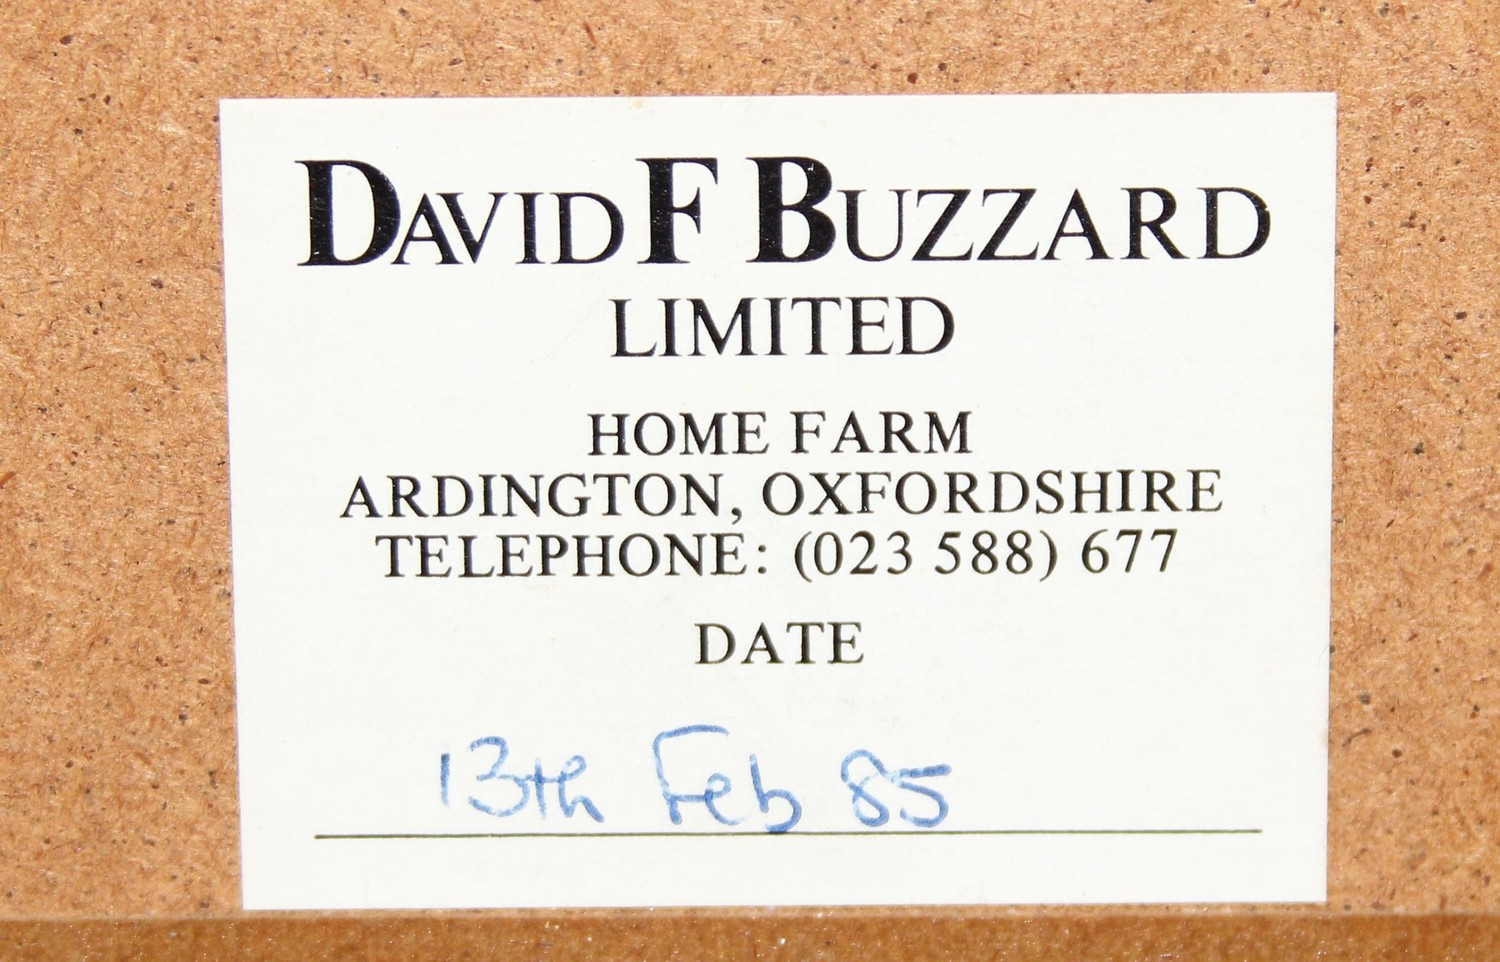 DAVID F BUZZARD
LIMITED
HOME FARM
ARDINGTON, OXFORDSHIRE
TELEPHONE: (023 588) 677
DATE
13th Feb 85